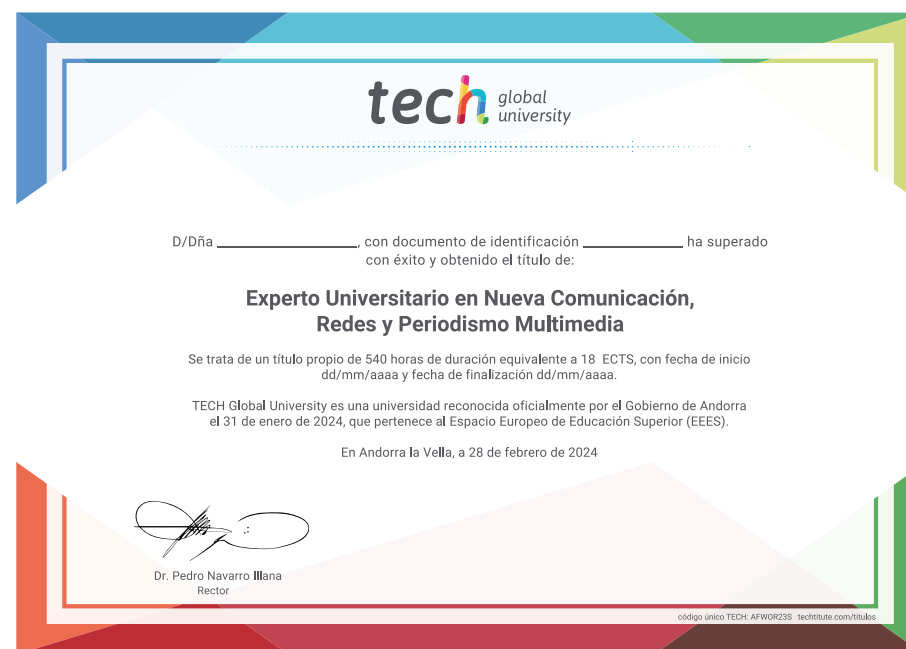 tech global
university
D/Dña ________________, con documento de identificación ____________ ha superado
con éxito y obtenido el título de:
Experto Universitario en Nueva Comunicación,
Redes y Periodismo Multimedia
Se trata de un título propio de 540 horas de duración equivalente a 18 ECTS, con fecha de inicio
dd/mm/aaaa y fecha de finalización dd/mm/aaaa.
TECH Global University es una universidad reconocida oficialmente por el Gobierno de Andorra
el 31 de enero de 2024, que pertenece al Espacio Europeo de Educación Superior (EEES).
En Andorra la Vella, a 28 de febrero de 2024
Dr. Pedro Navarro Illana
Rector
código único TECH: AFWOR23S techtitute.com/titulos